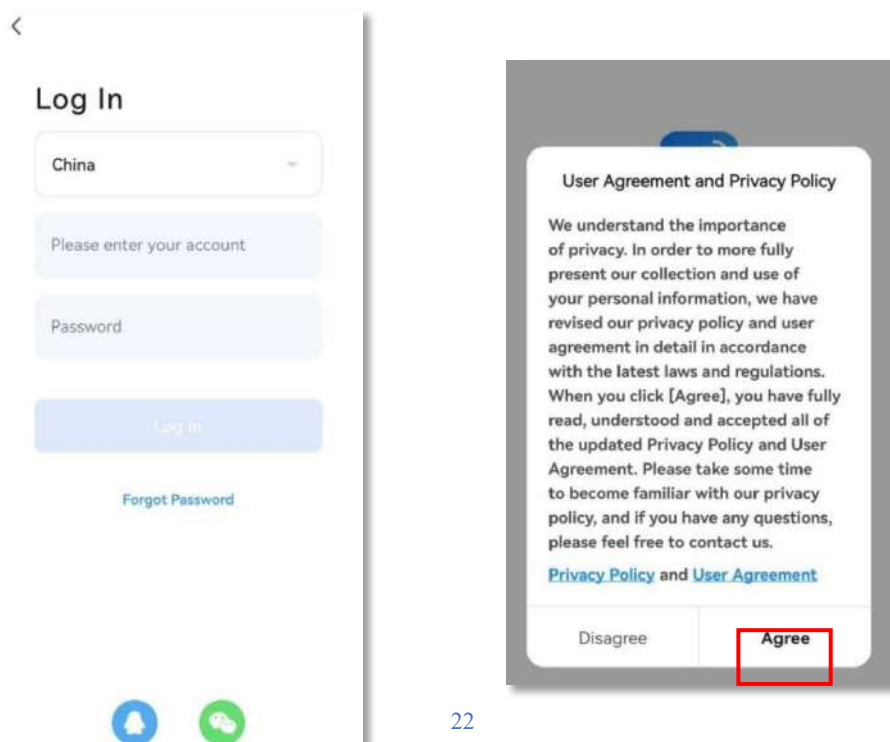 Log In
China
Please enter your account
Password
Log In
Forgot Password
User Agreement and Privacy Policy
We understand the importance
of privacy. In order to more fully
present our collection and use of
your personal information, we have
revised our privacy policy and user
agreement in detail in accordance
with the latest laws and regulations.
When you click [Agree], you have fully
read, understood and accepted all of
the updated Privacy Policy and User
Agreement. Please take some time
to become familiar with our privacy
policy, and if you have any questions,
please feel free to contact us.
Privacy Policy and User Agreement
Disagree
Agree
22